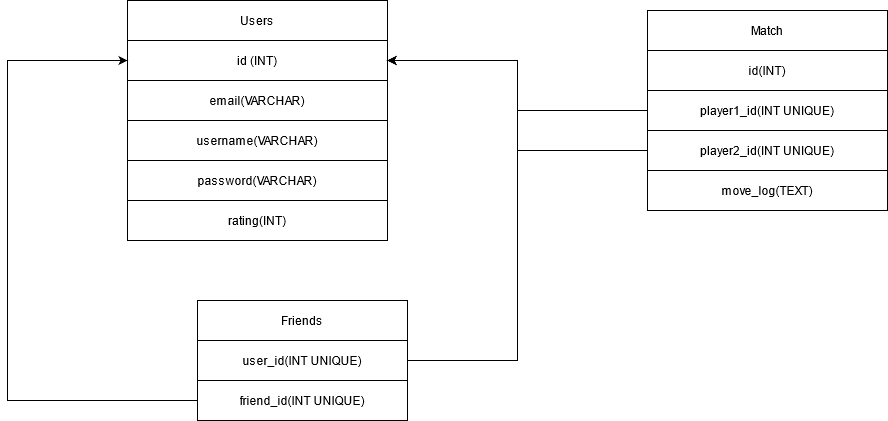 Users
id (INT)
email(VARCHAR)
username(VARCHAR)
password(VARCHAR)
rating(INT)
Match
id(INT)
player1_id(INT UNIQUE)
player2_id(INT UNIQUE)
move_log(TEXT)
Friends
user_id(INT UNIQUE)
friend_id(INT UNIQUE)